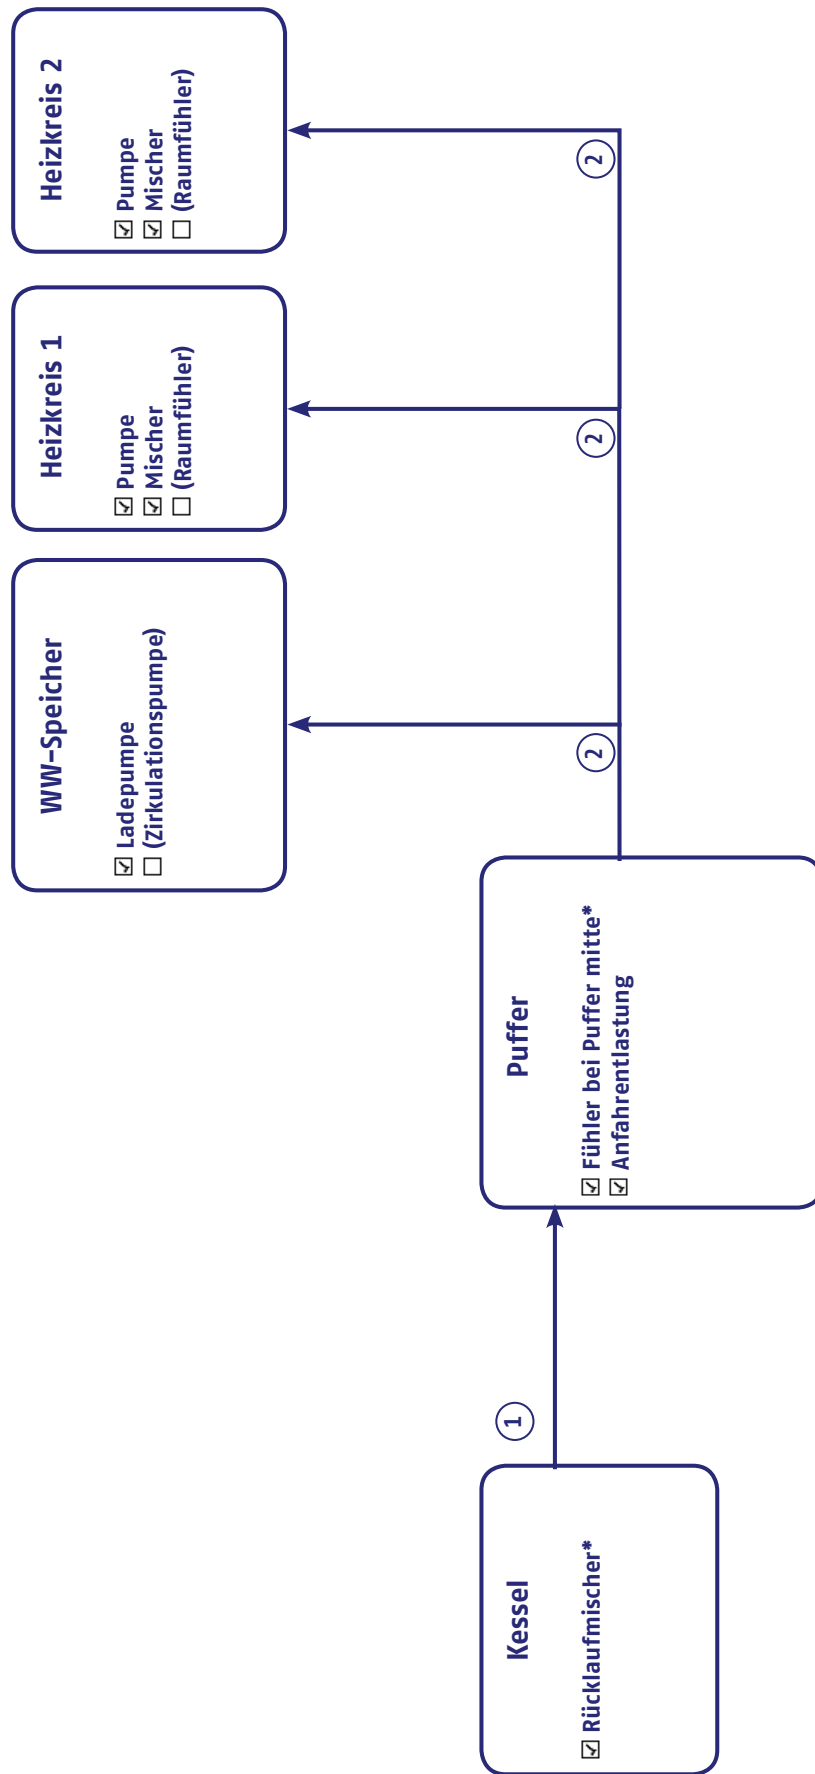 Kessel
☑ Rücklaufmischer*
1
Puffer
☑ Fühler bei Puffer mitte*
☑ Anfahrentlastung
2
2
2
WW-Speicher
☑ Ladepumpe
☐ (Zirkulationspumpe)
Heizkreis 1
☑ Pumpe
☑ Mischer
☐ (Raumfühler)
Heizkreis 2
☑ Pumpe
☑ Mischer
☐ (Raumfühler)